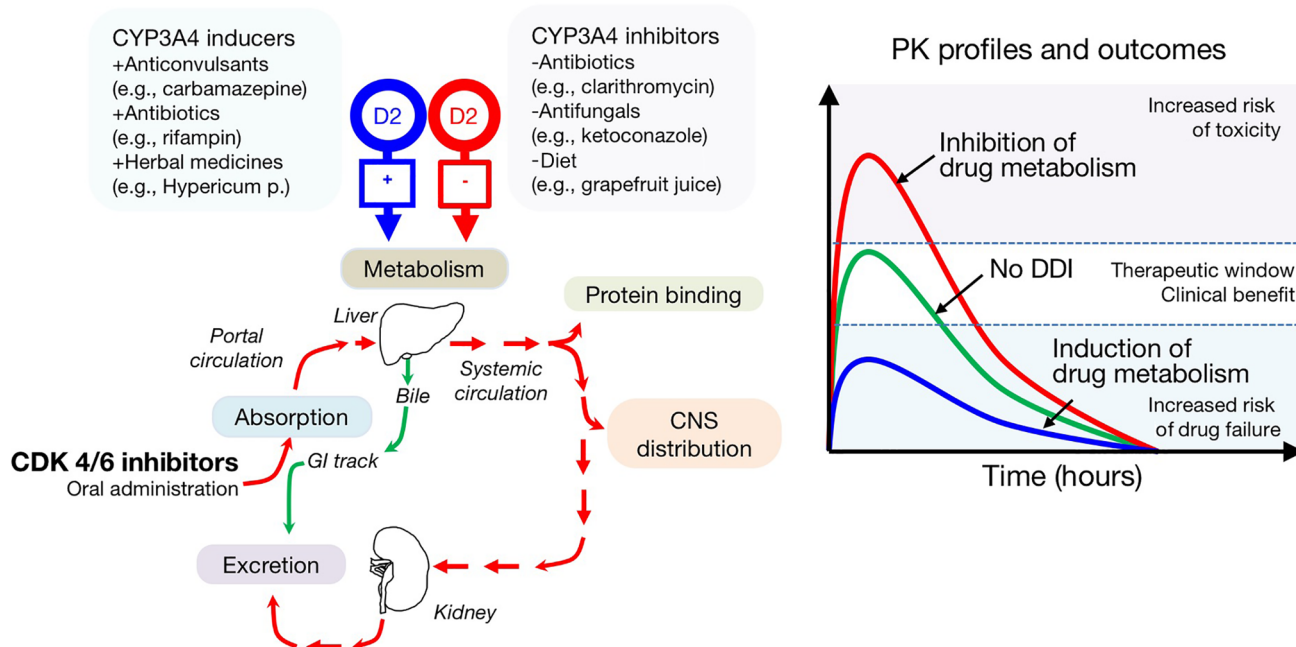 CYP3A4 inducers
+Anticonvulsants
(e.g., carbamazepine)
+Antibiotics
(e.g., rifampin)
+Herbal medicines
(e.g., Hypericum p.)
D2
D2
+
-
CYP3A4 inhibitors
-Antibiotics
(e.g., clarithromycin)
-Antifungals
(e.g., ketoconazole)
-Diet
(e.g., grapefruit juice)
Metabolism
Liver
Portal
circulation
Protein binding
Systemic
circulation
Bile
Absorption
CNS
distribution
CDK 4/6 inhibitors
Oral administration
GI track
Excretion
Kidney
PK profiles and outcomes
Increased risk
of toxicity
Inhibition of
drug metabolism
No DDI
Therapeutic window
Clinical benefit
Induction of
drug metabolism
Increased risk
of drug failure
Time (hours)